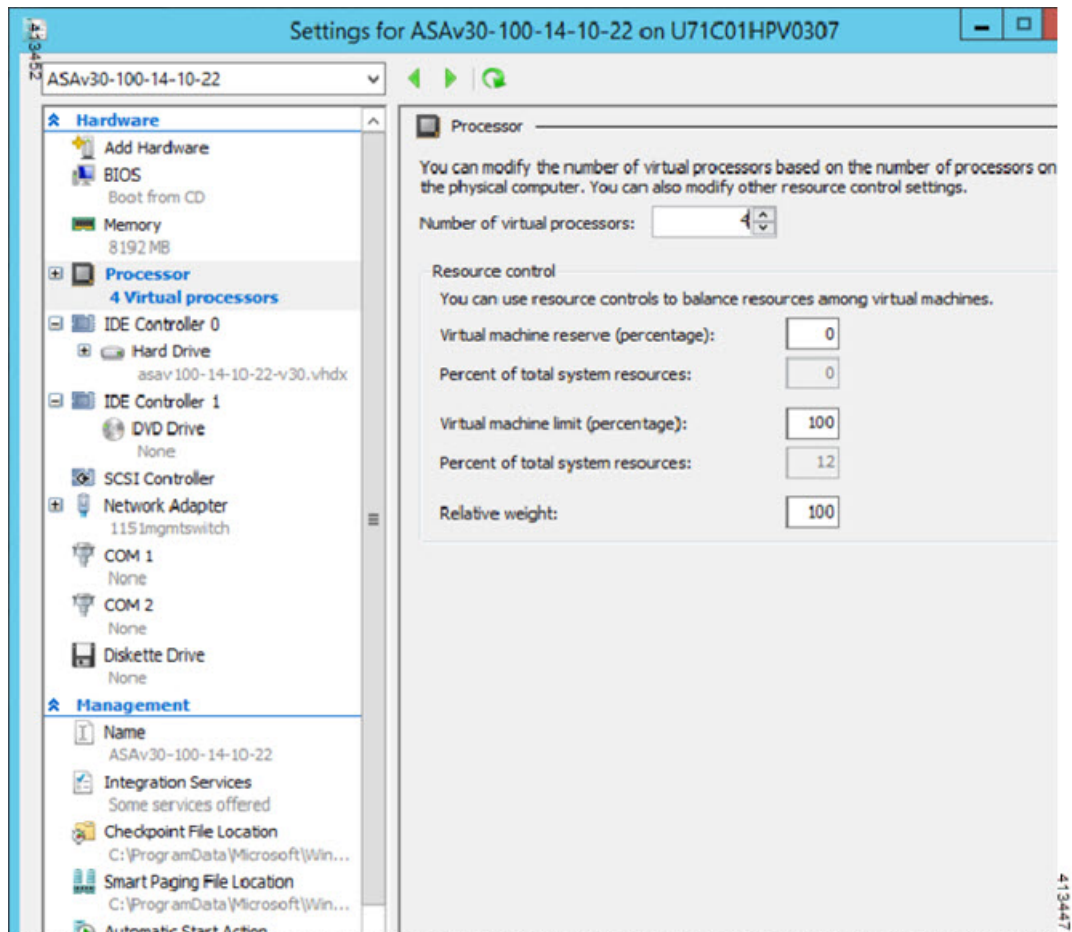 Settings for ASAv30-100-14-10-22 on U71C01HPV0307
413452
ASAv30-100-14-10-22
Hardware
Add Hardware
BIOS
Boot from CD
Memory
8192 MB
Processor
4 Virtual processors
IDE Controller 0
Hard Drive
asav100-14-10-22-v30.vhdx
IDE Controller 1
DVD Drive
None
SCSI Controller
Network Adapter
1151mgmtswitch
COM 1
None
COM 2
None
Diskette Drive
None
Management
Name
ASAv30-100-14-10-22
Integration Services
Some services offered
Checkpoint File Location
C:\ProgramData\Microsoft\Win...
Smart Paging File Location
C:\ProgramData\Microsoft\Win...
Automatic Start Action
Processor
You can modify the number of virtual processors based on the number of processors on
the physical computer. You can also modify other resource control settings.
Number of virtual processors: 4
Resource control
You can use resource controls to balance resources among virtual machines.
Virtual machine reserve (percentage): 0
Percent of total system resources: 0
Virtual machine limit (percentage): 100
Percent of total system resources: 12
Relative weight: 100
413447